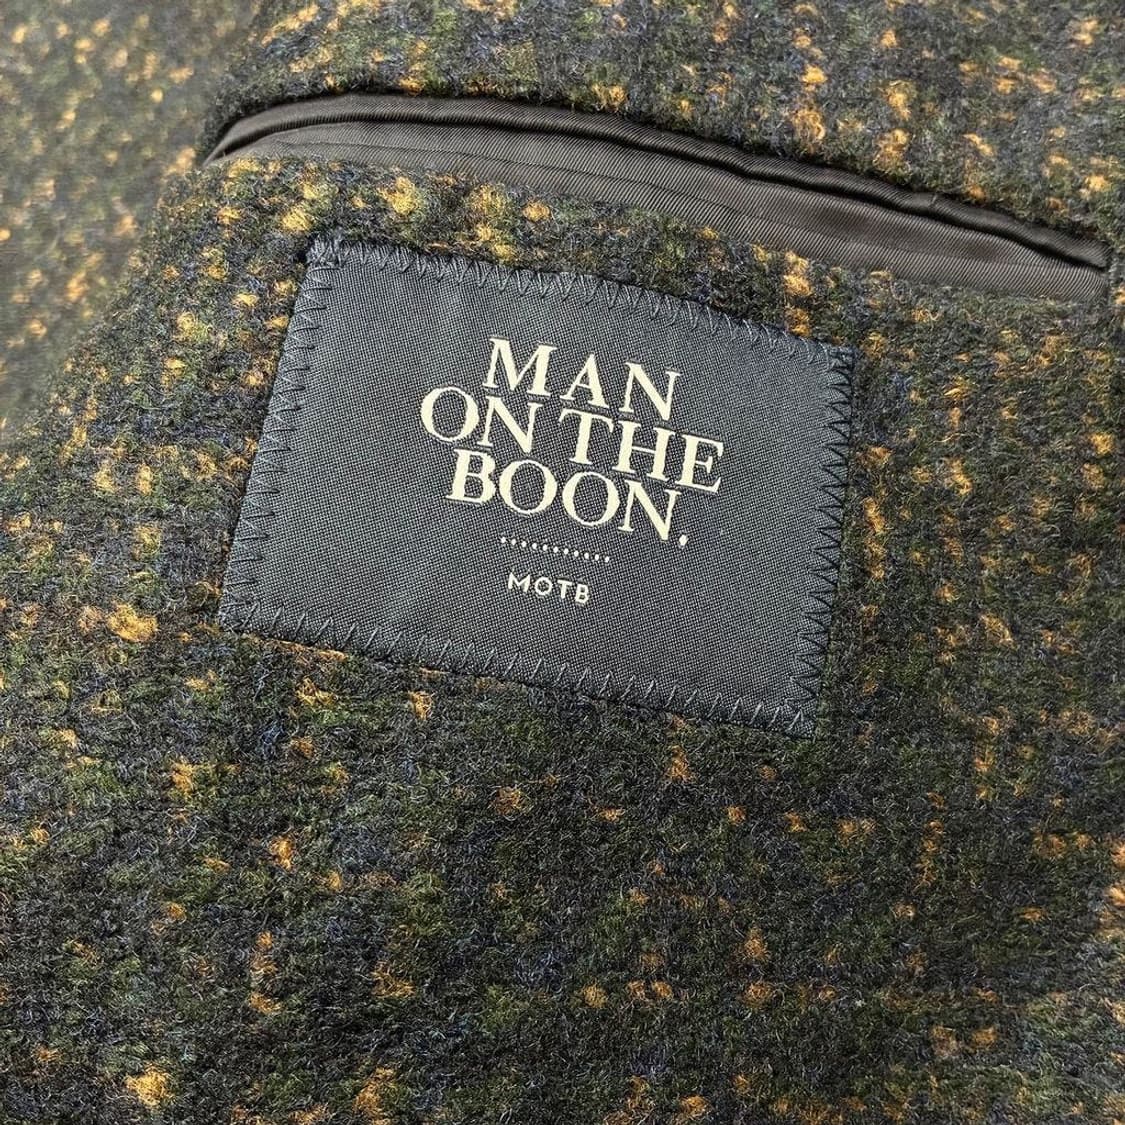 MAN
ON THE
BOON.
MOTB